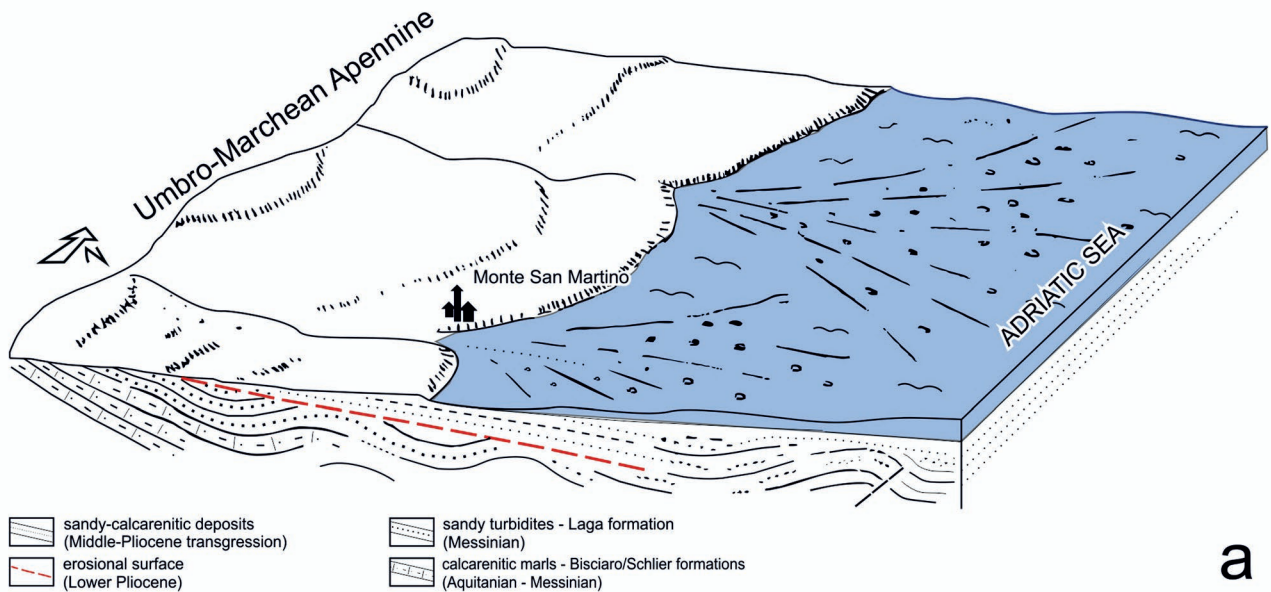 Umbro-Marchean Apennine
N
Monte San Martino
ADRIATIC SEA
sandy-calcarenitic deposits
(Middle-Pliocene transgression)
erosional surface
(Lower Pliocene)
sandy turbidites - Laga formation
(Messinian)
calcarenitic marls - Bisciaro/Schlier formations
(Aquitanian - Messinian)
a